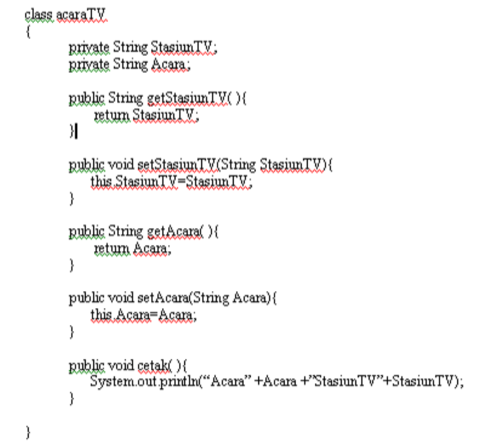 class acaraTV
{
private String StasiunTV;
private String Acara;
public String getStasiunTV( ){
return StasiunTV;
}
public void setStasiunTV(String StasiunTV){
this.StasiunTV=StasiunTV;
}
public String getAcara( ){
return Acara;
}
public void setAcara(String Acara){
this.Acara=Acara;
}
public void cetak( ){
System.out.println(“Acara” +Acara +”StasiunTV”+StasiunTV);
}
}